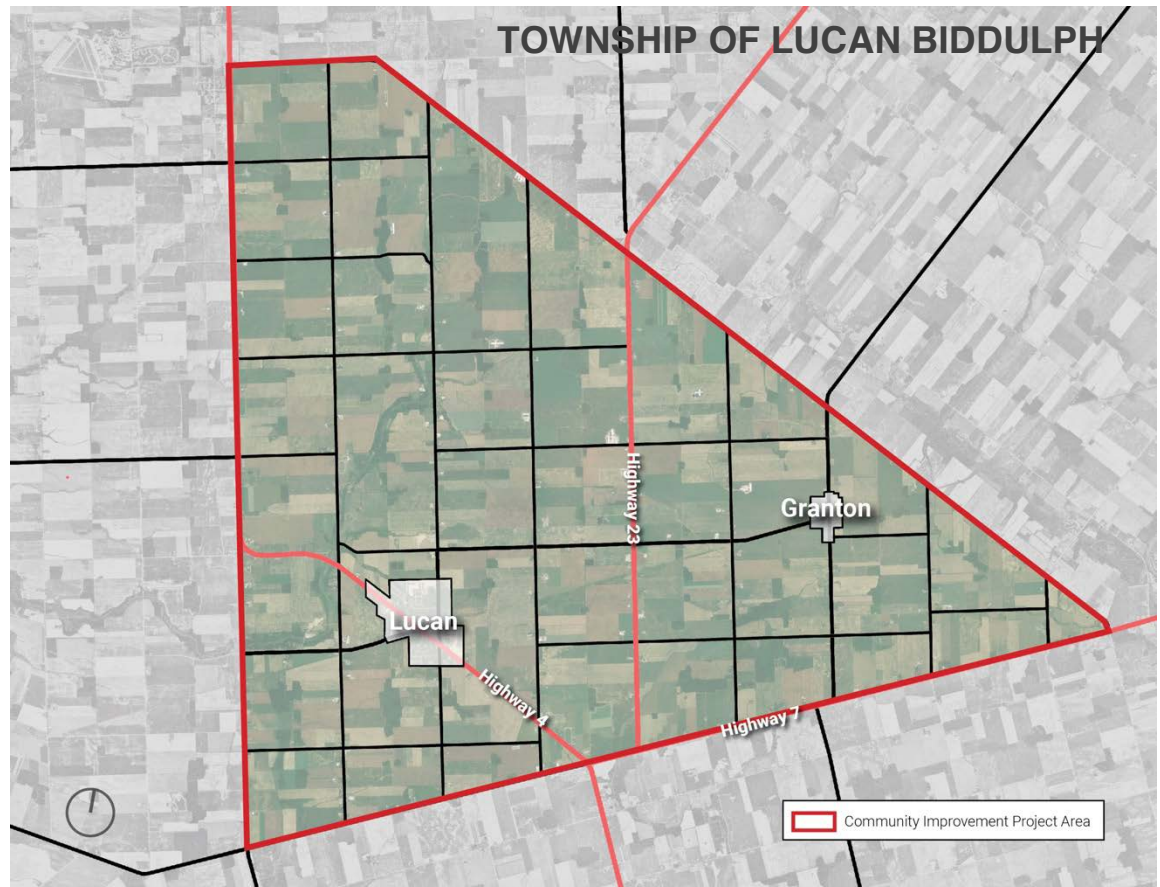 TOWNSHIP OF LUCAN BIDDULPH
Highway 23
Granton
Lucan
Highway 4
Highway 7
Community Improvement Project Area